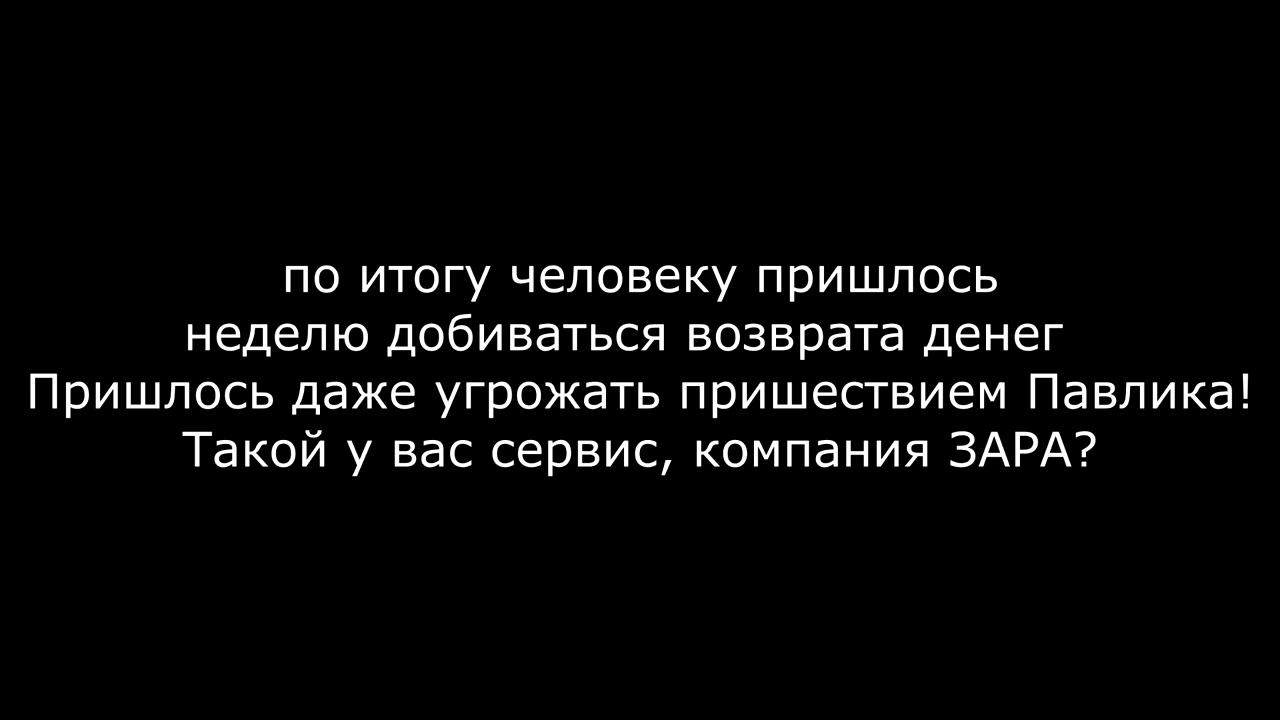 по итогу человеку пришлось
неделю добиваться возврата денег
Пришлось даже угрожать пришествием Павлика!
Такой у вас сервис, компания ЗАРА?